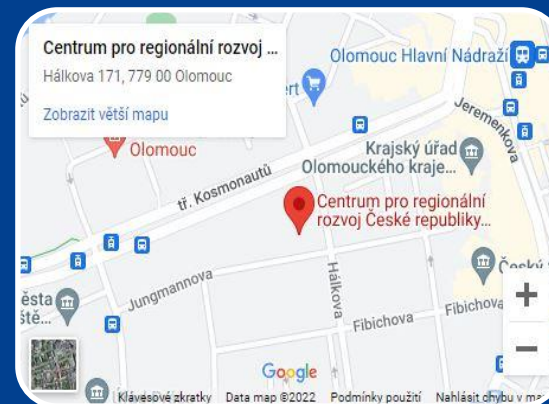 Centrum pro regionální rozvoj ...
Hálkova 171, 779 00 Olomouc
Zobrazit větší mapu
Olomouc Hlavní Nádraží
Jeremenkova
Olomouc
Krajský úřad
Olomouckého kraje...
tř. Kosmonautů
Centrum pro regionální
rozvoj České republiky...
Jungmannova
Hálkova
Fibichova
Fibichova
+
−
Google
Klávesové zkratky
Data map ©2022
Podmínky použití
Nahlásit chybu v